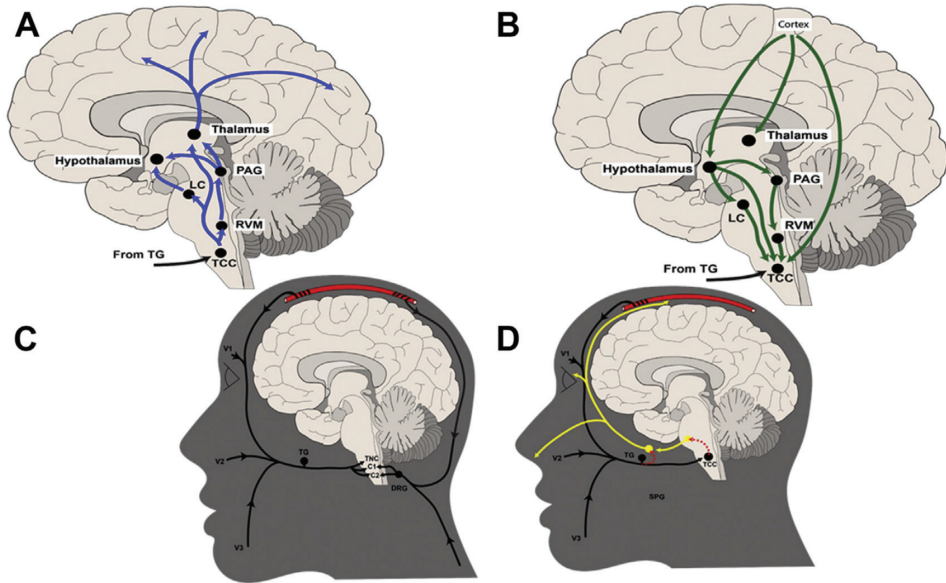 A
Thalamus
Hypothalamus
PAG
LC
RVM
From TG
TCC
B
Cortex
Thalamus
Hypothalamus
PAG
LC
RVM
From TG
TCC
C
V1
V2
TG
TNC
C1
C2
DRG
V3
D
V1
V2
TG
TCC
SPG
V3